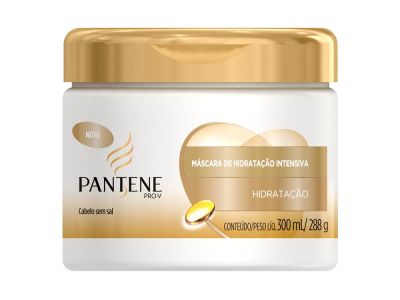 NOVO
PANTENE
PRO-V
Cabelo sem sal
MÁSCARA DE HIDRATAÇÃO INTENSIVA
HIDRATAÇÃO
CONTEÚDO/PESO LÍQ. 300 mL/ 288 g